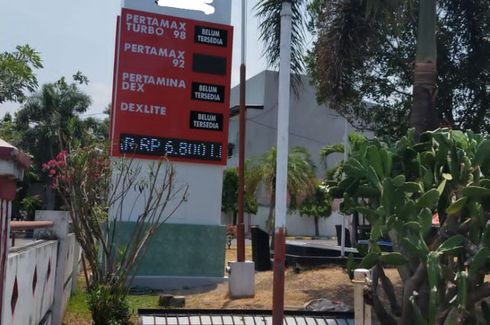 PERTAMAX
TURBO 98
BELUM
TERSEDIA
PERTAMAX
92
PERTAMINA
DEX
BELUM
TERSEDIA
DEXLITE
BELUM
TERSEDIA
RP 6.800